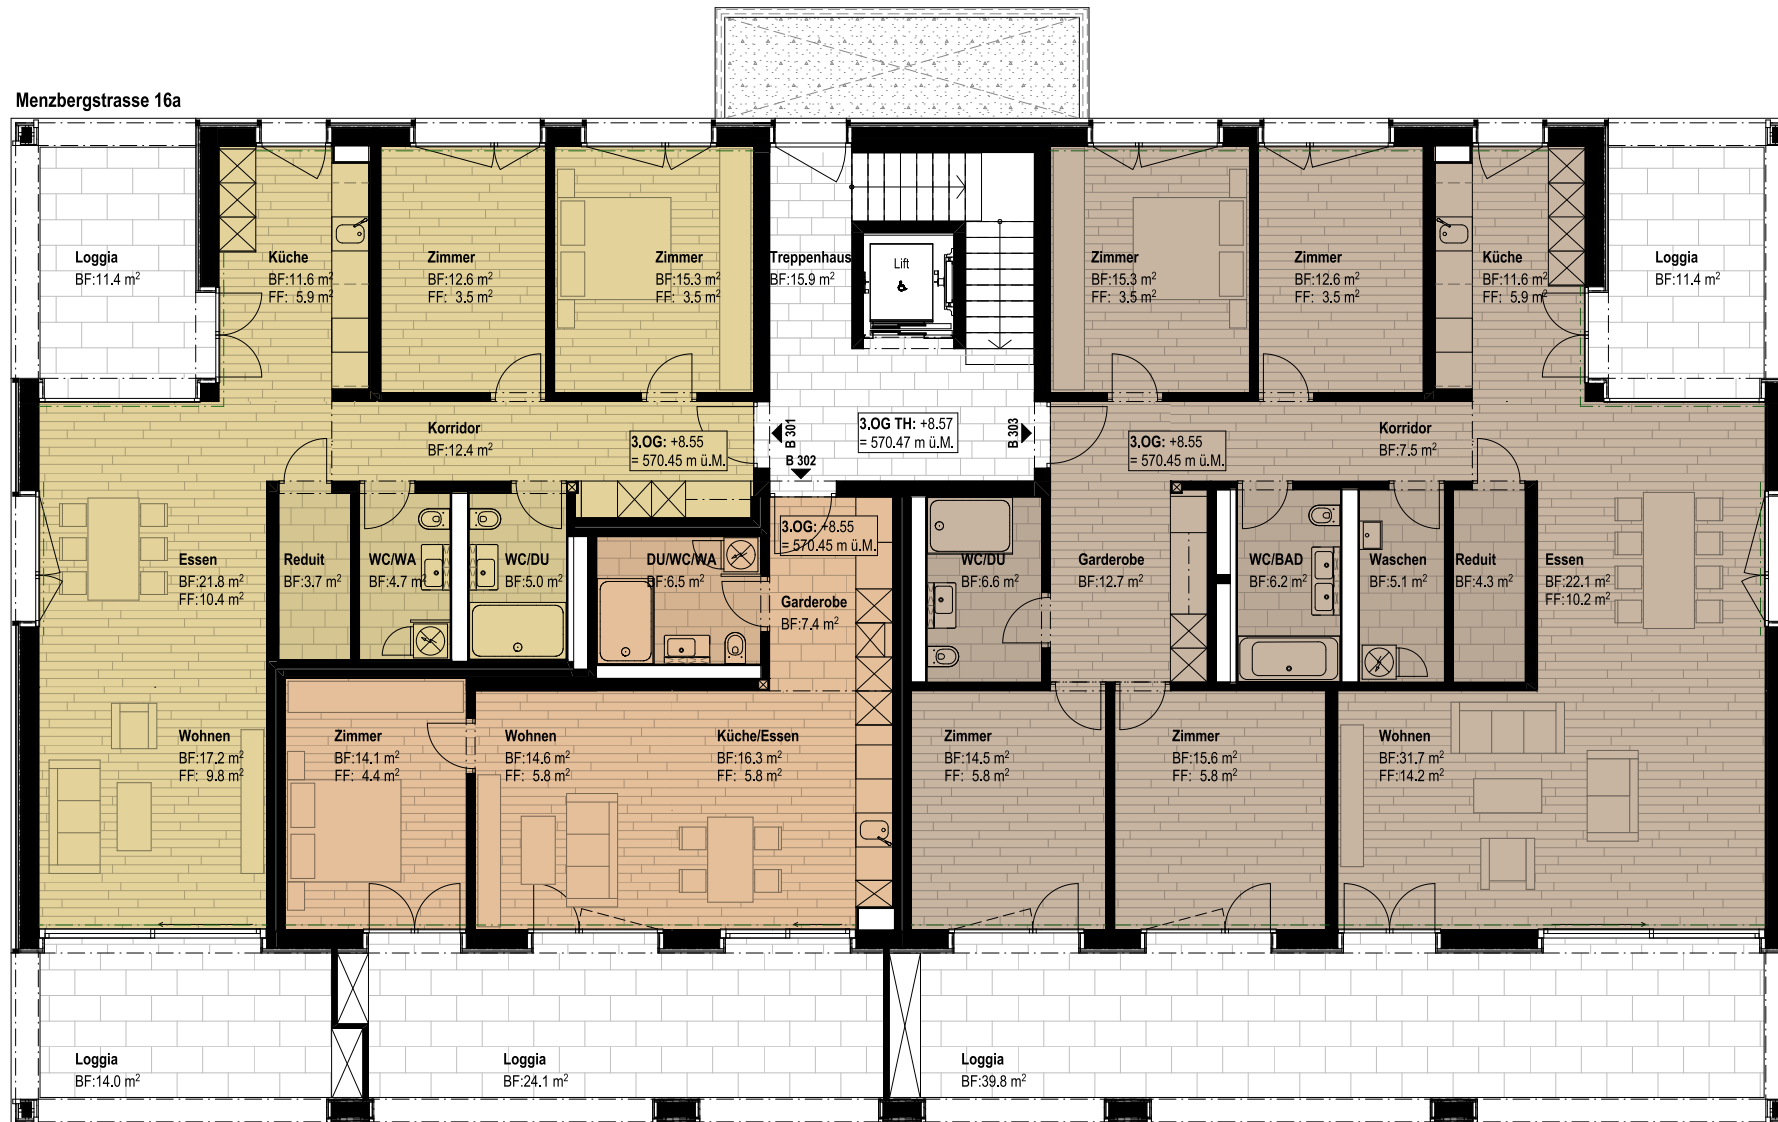 Menzbergstrasse 16a
Loggia
BF:11.4 m²
Küche
BF:11.6 m²
FF: 5.9 m²
Zimmer
BF:12.6 m²
FF: 3.5 m²
Zimmer
BF:15.3 m²
FF: 3.5 m²
Treppenhaus
BF:15.9 m²
Lift
Zimmer
BF:15.3 m²
FF: 3.5 m²
Zimmer
BF:12.6 m²
FF: 3.5 m²
Küche
BF:11.6 m²
FF: 5.9 m²
Loggia
BF:11.4 m²
Korridor
BF:12.4 m²
3.OG: +8.55
= 570.45 m ü.M.
B 301
B 302
3.OG TH: +8.57
= 570.47 m ü.M.
B 303
3.OG: +8.55
= 570.45 m ü.M.
Korridor
BF:7.5 m²
3.OG: +8.55
= 570.45 m ü.M.
Essen
BF:21.8 m²
FF:10.4 m²
Reduit
BF:3.7 m²
WC/WA
BF:4.7 m²
WC/DU
BF:5.0 m²
DU/WC/WA
BF:6.5 m²
Garderobe
BF:7.4 m²
WC/DU
BF:6.6 m²
Garderobe
BF:12.7 m²
WC/BAD
BF:6.2 m²
Waschen
BF:5.1 m²
Reduit
BF:4.3 m²
Essen
BF:22.1 m²
FF:10.2 m²
Wohnen
BF:17.2 m²
FF: 9.8 m²
Zimmer
BF:14.1 m²
FF: 4.4 m²
Wohnen
BF:14.6 m²
FF: 5.8 m²
Küche/Essen
BF:16.3 m²
FF: 5.8 m²
Zimmer
BF:14.5 m²
FF: 5.8 m²
Zimmer
BF:15.6 m²
FF: 5.8 m²
Wohnen
BF:31.7 m²
FF:14.2 m²
Loggia
BF:14.0 m²
Loggia
BF:24.1 m²
Loggia
BF:39.8 m²